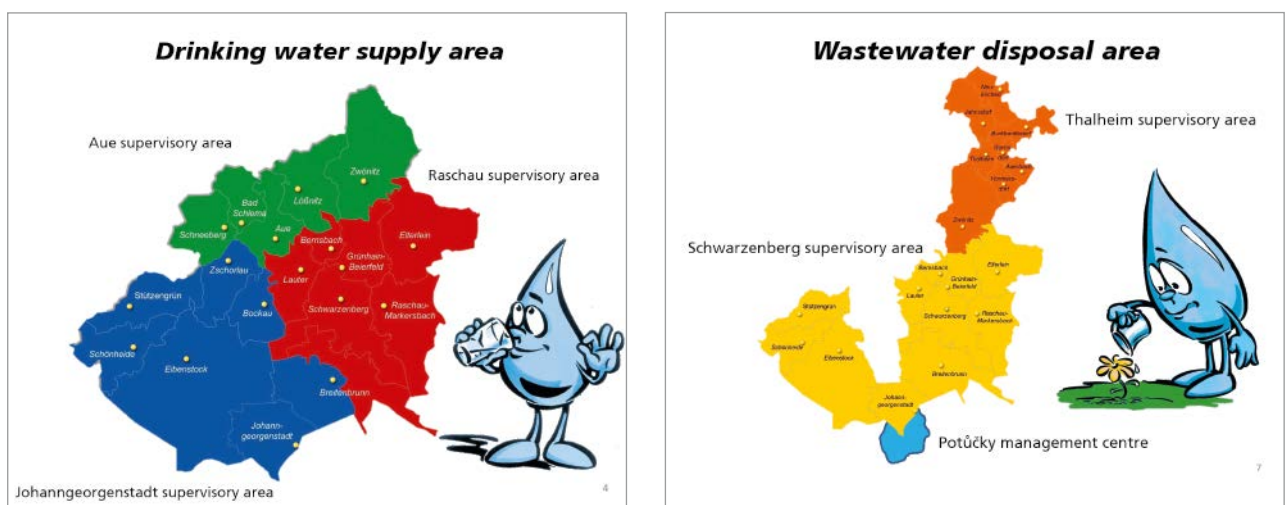 Drinking water supply area
Aue supervisory area
Raschau supervisory area
Zwönitz
Lößnitz
Bad
Schlema
Schneeberg
Aue
Bernsbach
Elterlein
Grünhain-
Beierfeld
Zschorlau
Lauter
Stützengrün
Bockau
Schwarzenberg
Raschau-
Markersbach
Schönheide
Eibenstock
Breitenbrunn
Johann-
georgenstadt
Johanngeorgenstadt supervisory area
4
Wastewater disposal area
Thalheim supervisory area
Zwönitz
Schwarzenberg supervisory area
Bernsbach
Elterlein
Grünhain-
Beierfeld
Lauter
Stützengrün
Schwarzenberg
Raschau-
Markersbach
Schönheide
Eibenstock
Breitenbrunn
Johann-
georgenstadt
Potůčky management centre
7